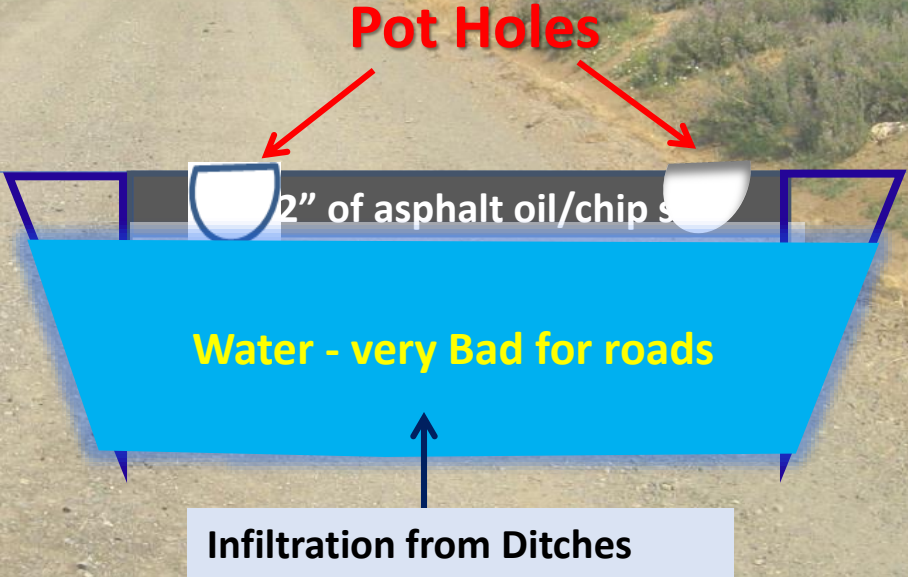 Pot Holes
2” of asphalt oil/chip s
Water - very Bad for roads
Infiltration from Ditches